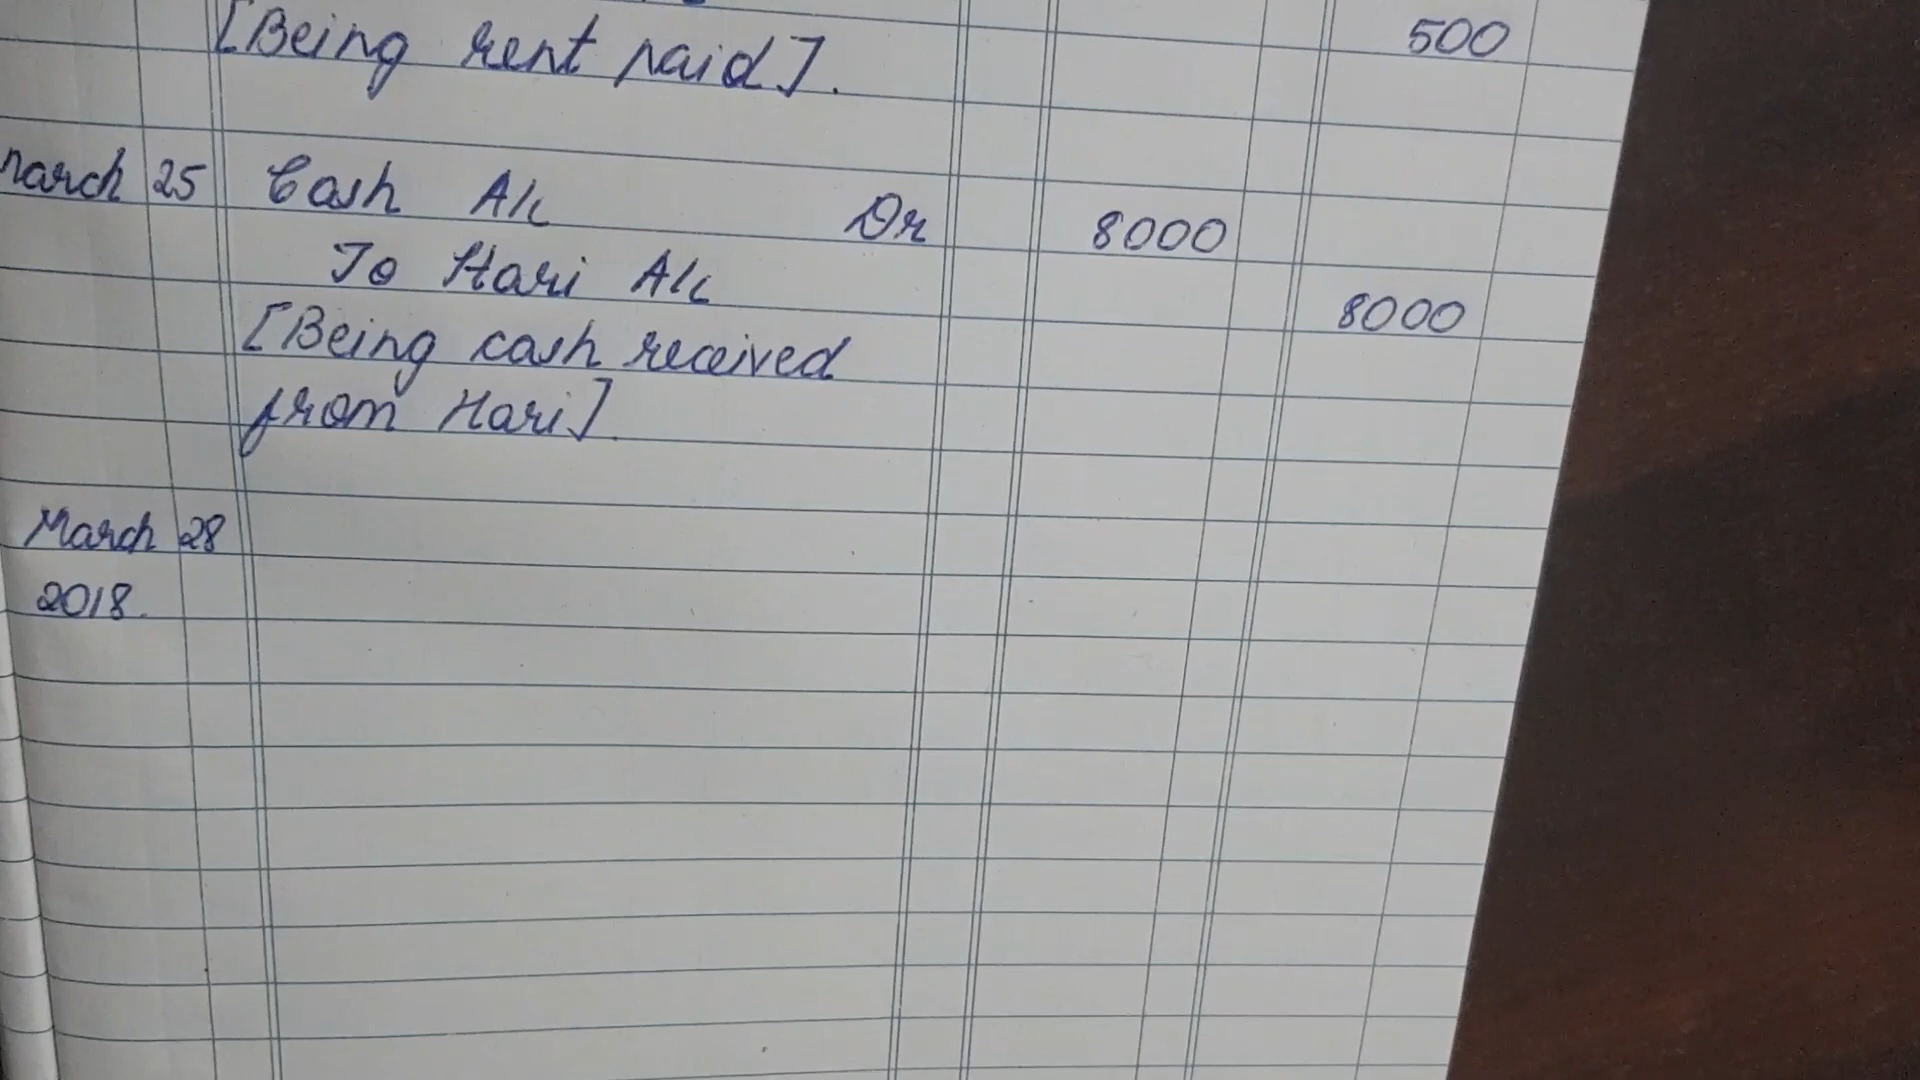 [Being rent paid]. 500
March 25 Cash A/c Dr 8000
To Hari A/c 8000
[Being cash received
from Hari]
March 28
2018.